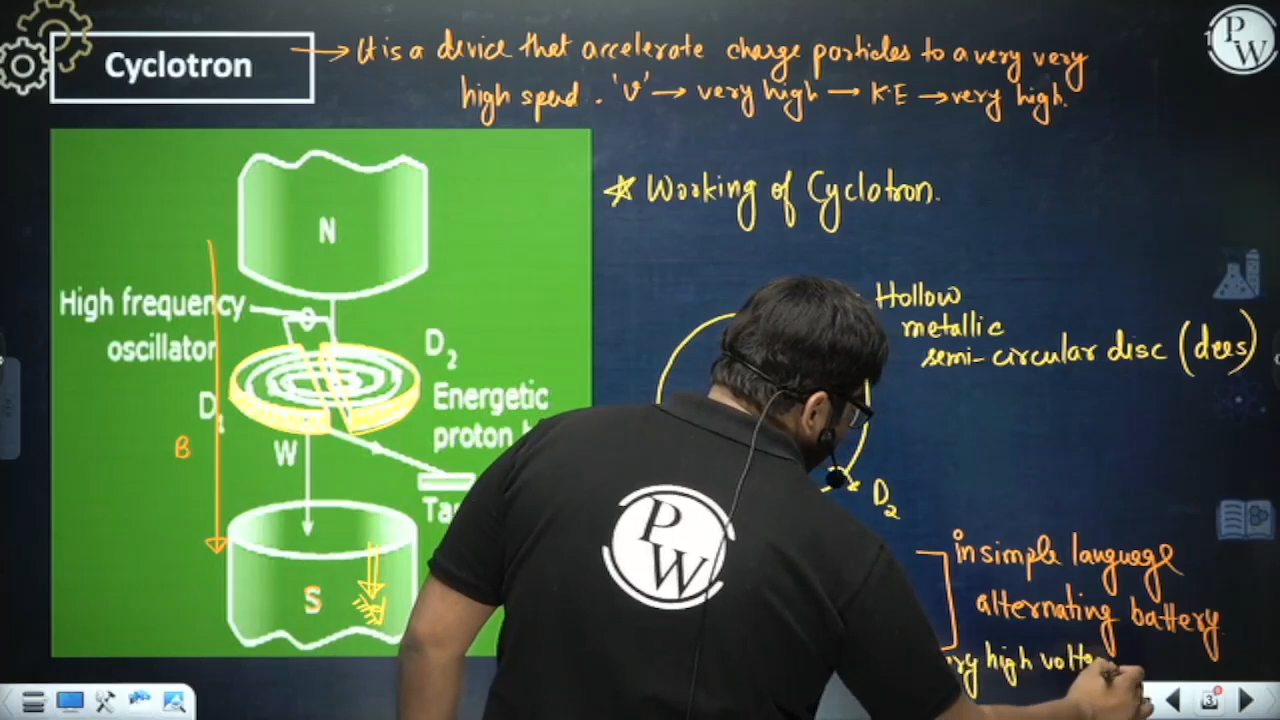 Cyclotron
→ It is a device that accelerate charge particles to a very very
high speed. 'v' → very high → K.E → very high.
PW
N
High frequency
oscillator
D2
D1
Energetic
proton
B
W
S
☆ Working of Cyclotron.
Hollow
metallic
semi-circular disc (dees)
D2
PW
in simple language
alternating battery
high
3